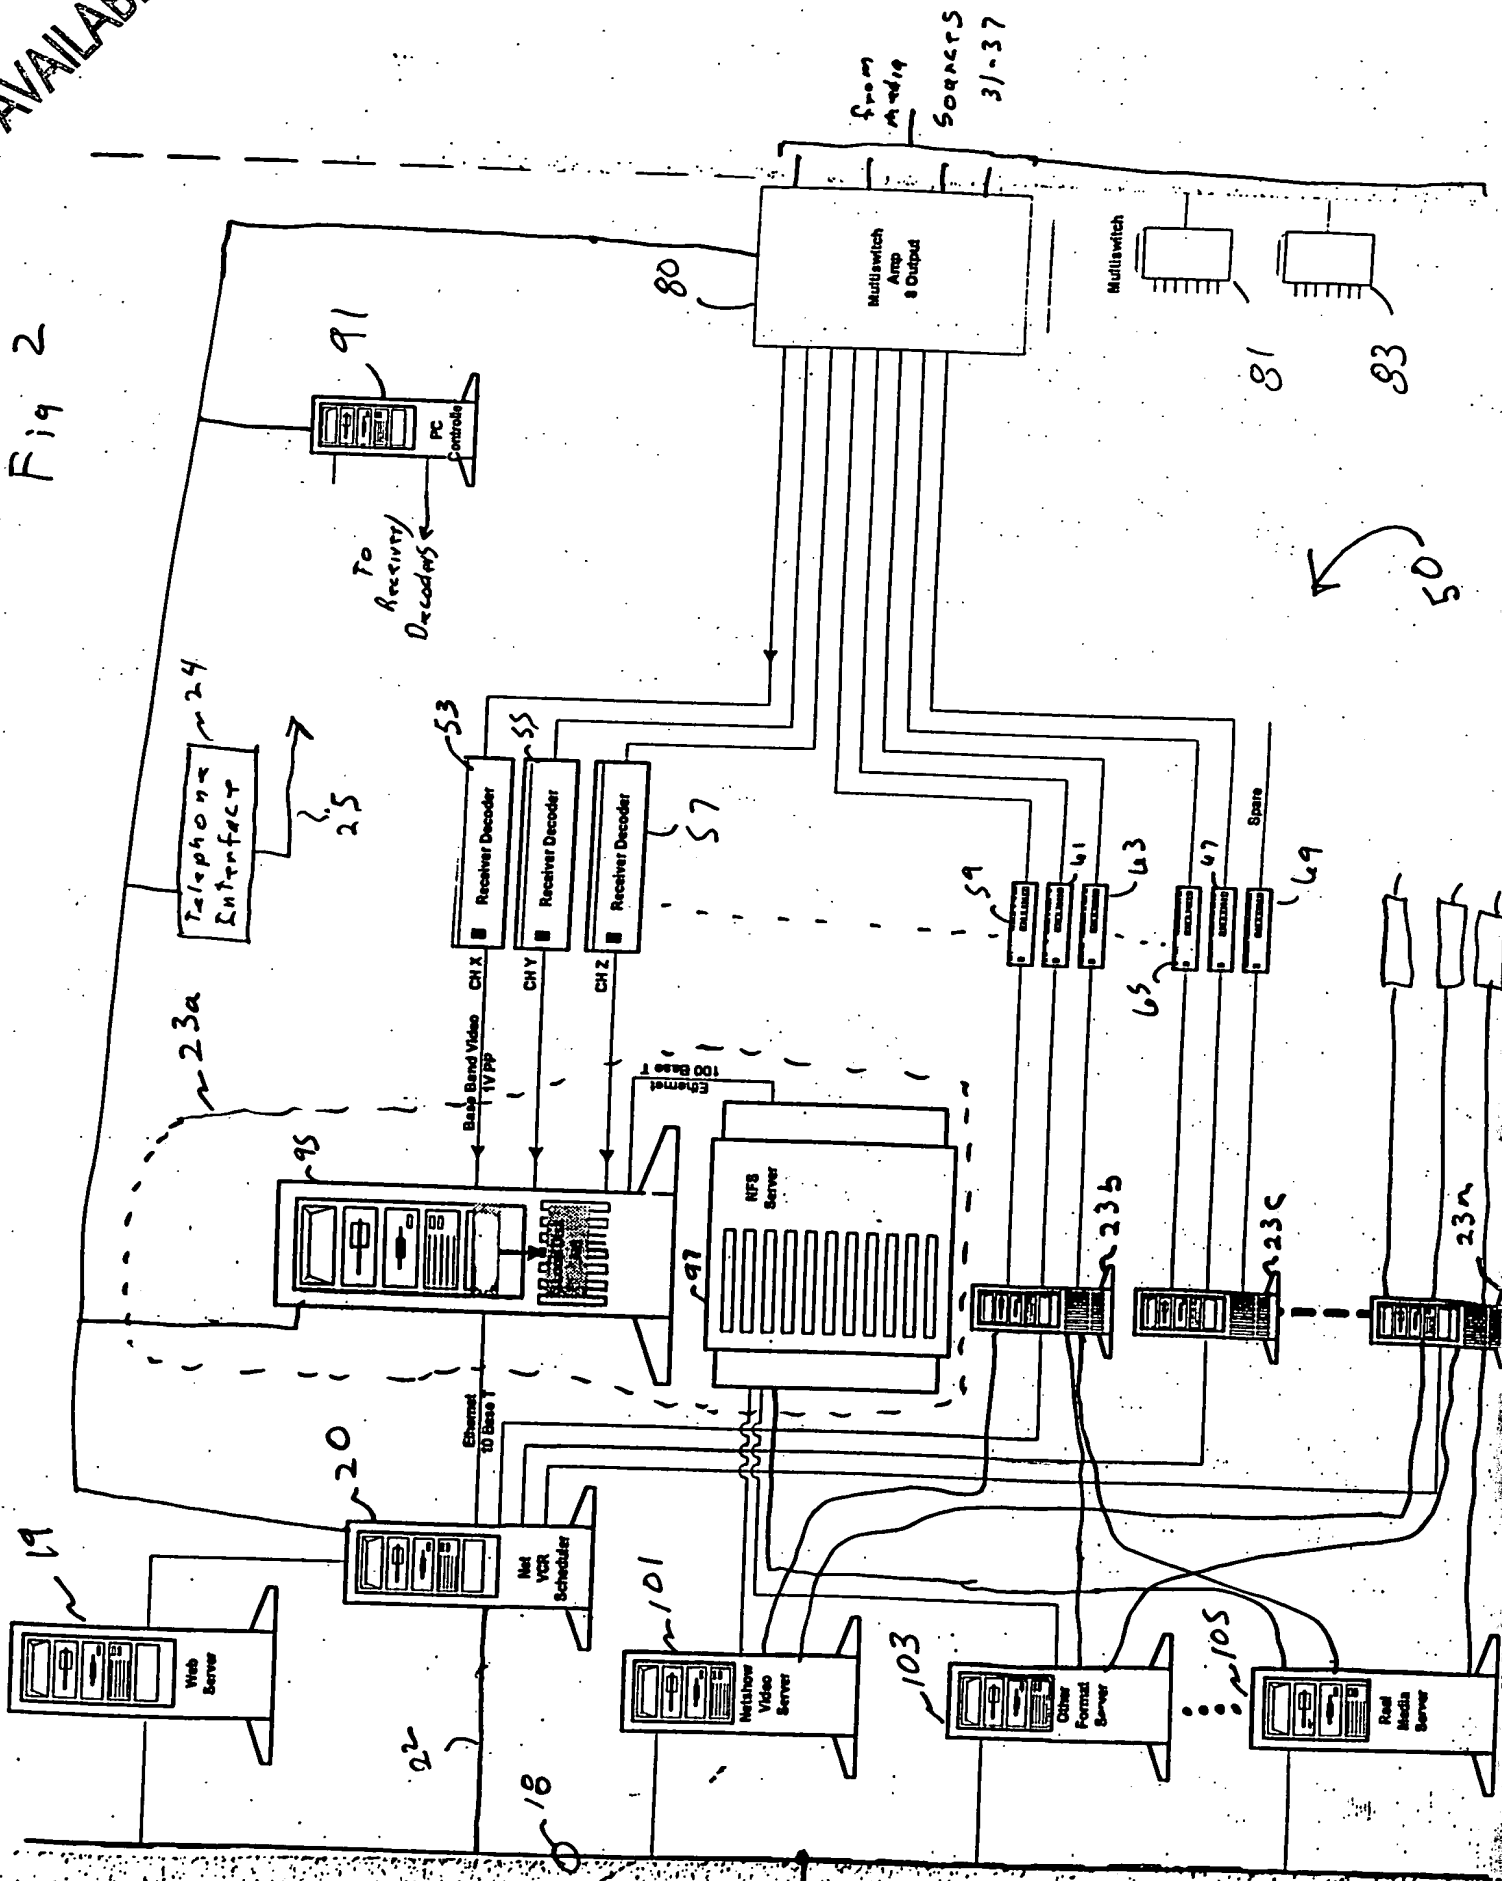 AVAILAB
Fig 2
from
media
Sources
31-37
80
Multiswitch
Amp
8 Output
Multiswitch
81
83
91
PC
Controlle
To
Receiver/
Decoders
50
24
Telephone
Interface
25
53
Receiver Decoder
55
Receiver Decoder
57
Receiver Decoder
CH X
CH Y
CH Z
Base Band Video
1V PP
59
61
63
65
67
69
Spare
23a
95
Ethernet
100 Base T
NFS
Server
97
23b
23c
23n
Ethernet
10 Base T
20
Net
VCR
Scheduler
19
Web
Server
22
18
101
Netshow
Video
Server
103
Other
Format
Server
105
Real
Media
Server